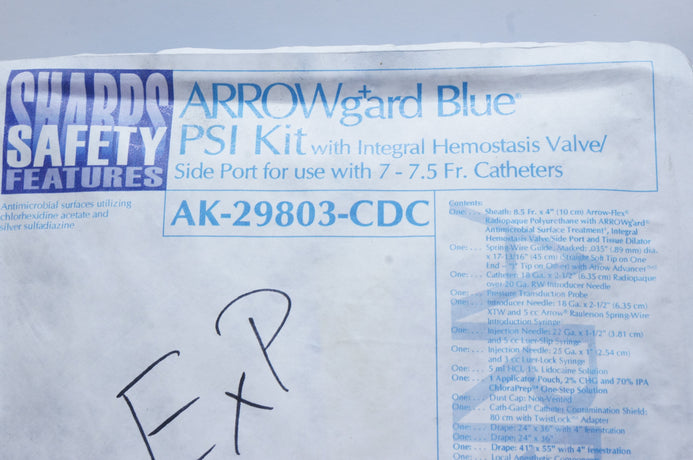 SHARPS
SAFETY
FEATURES
ARROWg+ard Blue®
PSI Kit with Integral Hemostasis Valve/
Side Port for use with 7 - 7.5 Fr. Catheters
Antimicrobial surfaces utilizing
chlorhexidine acetate and
silver sulfadiazine
AK-29803-CDC
Contents:
One: . . . Sheath: 8.5 Fr. x 4" (10 cm) Arrow-Flex®
Radiopaque Polyurethane with ARROWg+ard®
Antimicrobial Surface Treatment, Integral
Hemostasis Valve/Side Port and Tissue Dilator
One: . . . Spring-Wire Guide, Marked: .035" (.89 mm) dia.
x 17-13/16" (45 cm) (Straight Soft Tip on One
End – "J" Tip on Other) with Arrow Advancer™
One: . . . Catheter: 18 Ga. x 2-1/2" (6.35 cm) Radiopaque
over 20 Ga. RW Introducer Needle
One: . . . Pressure Transduction Probe
One: . . . Introducer Needle: 18 Ga. x 2-1/2" (6.35 cm)
XTW and 5 cc Arrow® Raulerson Spring-Wire
Introduction Syringe
One: . . . Injection Needle: 22 Ga. x 1-1/2" (3.81 cm)
and 5 cc Luer-Slip Syringe
One: . . . Injection Needle: 25 Ga. x 1" (2.54 cm)
and 3 cc Luer-Lock Syringe
One: . . . 5 ml HCl, 1% Lidocaine Solution
One: . . . 1 Applicator Pouch, 2% CHG and 70% IPA
ChloraPrep™ One-Step Solution
One: . . . Dust Cap: Non-Vented
One: . . . Cath-Gard® Catheter Contamination Shield:
80 cm with TwistLock™ Adapter
One: . . . Drape: 24" x 36" with 4" fenestration
One: . . . Drape: 24" x 36"
One: . . . Drape: 41" x 55" with 4" fenestration
One: . . . Local Anesthetic
Exp